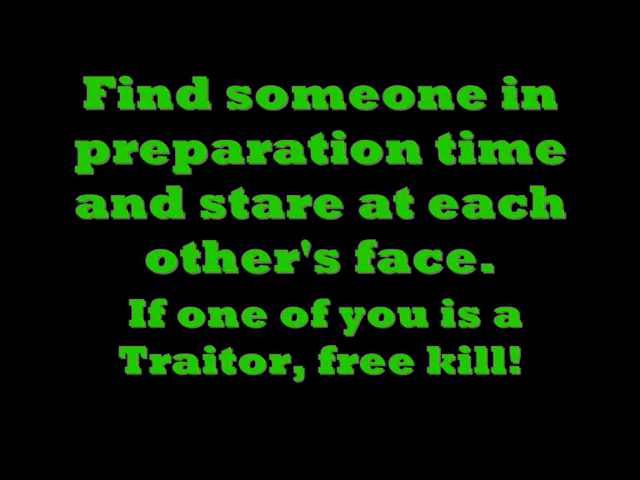 Find someone in
preparation time
and stare at each
other's face.
If one of you is a
Traitor, free kill!